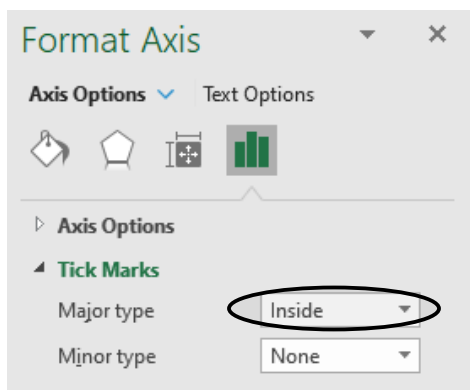 Format Axis
Axis Options Text Options
Axis Options
Tick Marks
Major type Inside
Minor type None